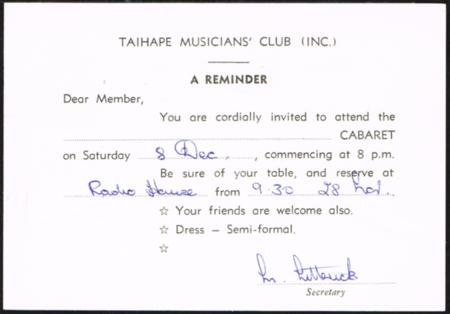 TAIHAPE MUSICIANS' CLUB (INC.)
A REMINDER
Dear Member,
You are cordially invited to attend the
CABARET
on Saturday 8 Dec., commencing at 8 p.m.
Be sure of your table, and reserve at
Radio House from 9.30 28 Nov.
☆ Your friends are welcome also.
☆ Dress – Semi-formal.
☆
Secretary